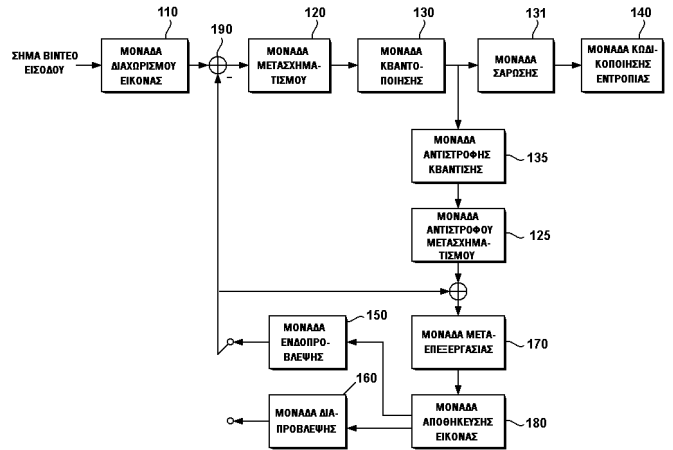 110
190
120
130
131
140
ΣΗΜΑ ΒΙΝΤΕΟ
ΕΙΣΟΔΟΥ
ΜΟΝΑΔΑ
ΔΙΑΧΩΡΙΣΜΟΥ
ΕΙΚΟΝΑΣ
–
ΜΟΝΑΔΑ
ΜΕΤΑΣΧΗΜΑ-
ΤΙΣΜΟΥ
ΜΟΝΑΔΑ
ΚΒΑΝΤΟ-
ΠΟΙΗΣΗΣ
ΜΟΝΑΔΑ
ΣΑΡΩΣΗΣ
ΜΟΝΑΔΑ ΚΩΔΙ-
ΚΟΠΟΙΗΣΗΣ
ΕΝΤΡΟΠΙΑΣ
ΜΟΝΑΔΑ
ΑΝΤΙΣΤΡΟΦΗΣ
ΚΒΑΝΤΙΣΗΣ
135
ΜΟΝΑΔΑ
ΑΝΤΙΣΤΡΟΦΟΥ
ΜΕΤΑΣΧΗΜΑ-
ΤΙΣΜΟΥ
125
ΜΟΝΑΔΑ
ΕΝΔΟΠΡΟ-
ΒΛΕΨΗΣ
150
ΜΟΝΑΔΑ ΜΕΤΑ-
ΕΠΕΞΕΡΓΑΣΙΑΣ
170
160
ΜΟΝΑΔΑ ΔΙΑ-
ΠΡΟΒΛΕΨΗΣ
ΜΟΝΑΔΑ
ΑΠΟΘΗΚΕΥΣΗΣ
ΕΙΚΟΝΑΣ
180